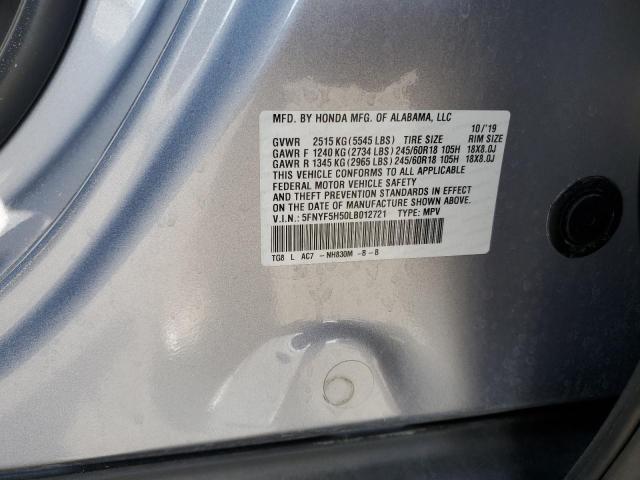 MFD. BY HONDA MFG. OF ALABAMA, LLC
10/'19
GVWR 2515 KG (5545 LBS) TIRE SIZE RIM SIZE
GAWR F 1240 KG (2734 LBS) 245/60R18 105H 18X8.0J
GAWR R 1345 KG (2965 LBS) 245/60R18 105H 18X8.0J
THIS VEHICLE CONFORMS TO ALL APPLICABLE
FEDERAL MOTOR VEHICLE SAFETY
AND THEFT PREVENTION STANDARDS IN EFFECT
ON THE DATE OF MANUFACTURE SHOWN ABOVE.
V.I.N.: 5FNYF5H50LB012721 TYPE: MPV
TG8 L AC7 -NH830M -8-8